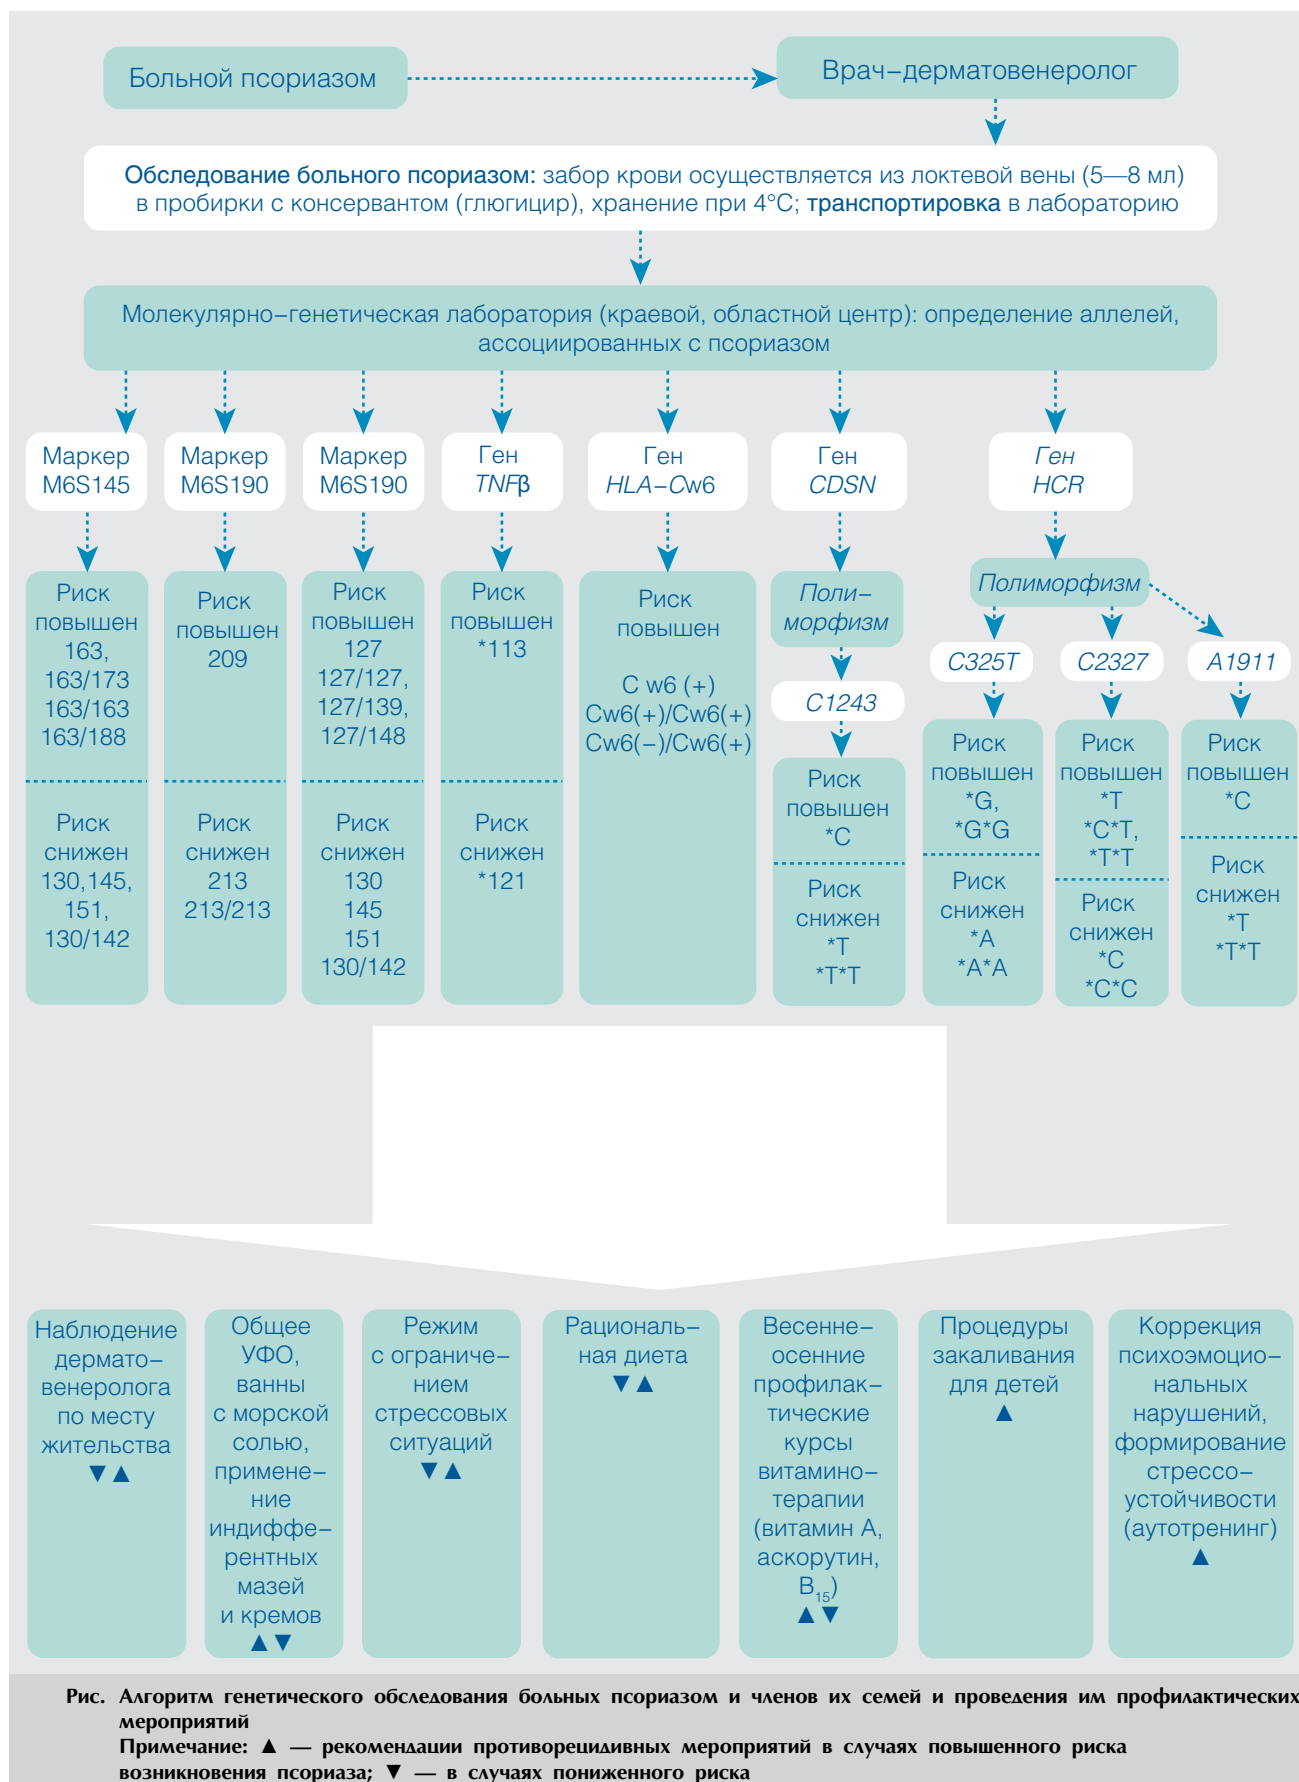 Больной псориазом
Врач–дерматовенеролог
Обследование больного псориазом: забор крови осуществляется из локтевой вены (5—8 мл)
в пробирки с консервантом (глюгицир), хранение при 4°C; транспортировка в лабораторию
Молекулярно–генетическая лаборатория (краевой, областной центр): определение аллелей,
ассоциированных с псориазом
Маркер
M6S145
Маркер
M6S190
Маркер
M6S190
Ген
TNFβ
Ген
HLA–Cw6
Ген
CDSN
Ген
HCR
Риск
повышен
163,
163/173
163/163
163/188
Риск
снижен
130,145,
151,
130/142
Риск
повышен
209
Риск
снижен
213
213/213
Риск
повышен
127
127/127,
127/139,
127/148
Риск
снижен
130
145
151
130/142
Риск
повышен
*113
Риск
снижен
*121
Риск
повышен
C w6 (+)
Cw6(+)/Cw6(+)
Cw6(–)/Cw6(+)
Поли–
морфизм
C1243
Риск
повышен
*C
Риск
снижен
*T
*T*T
Полиморфизм
C325T
C2327
A1911
Риск
повышен
*G,
*G*G
Риск
снижен
*A
*A*A
Риск
повышен
*T
*C*T,
*T*T
Риск
снижен
*C
*C*C
Риск
повышен
*C
Риск
снижен
*T
*T*T
Наблюдение
дермато–
венеролога
по месту
жительства
▼▲
Общее
УФО,
ванны
с морской
солью,
примене–
ние
индиффе–
рентных
мазей
и кремов
▲▼
Режим
с ограниче–
нием
стрессовых
ситуаций
▼▲
Рациональ–
ная диета
▼▲
Весенне–
осенние
профилак–
тические
курсы
витамино–
терапии
(витамин А,
аскорутин,
B15)
▲▼
Процедуры
закаливания
для детей
▲
Коррекция
психоэмоцио–
нальных
нарушений,
формирование
стрессо–
устойчивости
(аутотренинг)
▲
Рис. Алгоритм генетического обследования больных псориазом и членов их семей и проведения им профилактических
мероприятий
Примечание: ▲ — рекомендации противорецидивных мероприятий в случаях повышенного риска
возникновения псориаза; ▼ — в случаях пониженного риска